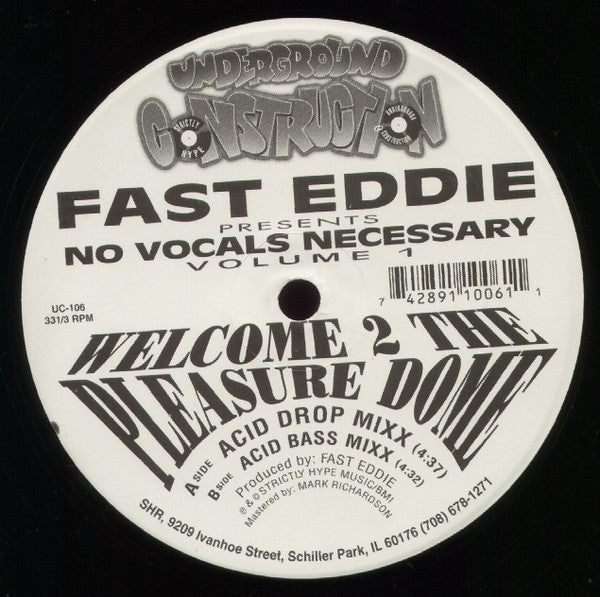 UNDERGROUND
CONSTRUCTION
STRICTLY
HYPE
UNDERGROUND
CONSTRUCTION
FAST EDDIE
PRESENTS
NO VOCALS NECESSARY
VOLUME 1
UC-106
331/3 RPM
7 42891 10061 1
WELCOME 2 THE
PLEASURE DOME
A SIDE ACID DROP MIXX (4:37)
B SIDE ACID BASS MIXX (4:32)
Produced by: FAST EDDIE
℗ & © STRICTLY HYPE MUSIC/BMI
Mastered by: MARK RICHARDSON
SHR, 9209 Ivanhoe Street, Schiller Park, IL 60176 (708) 678-1271